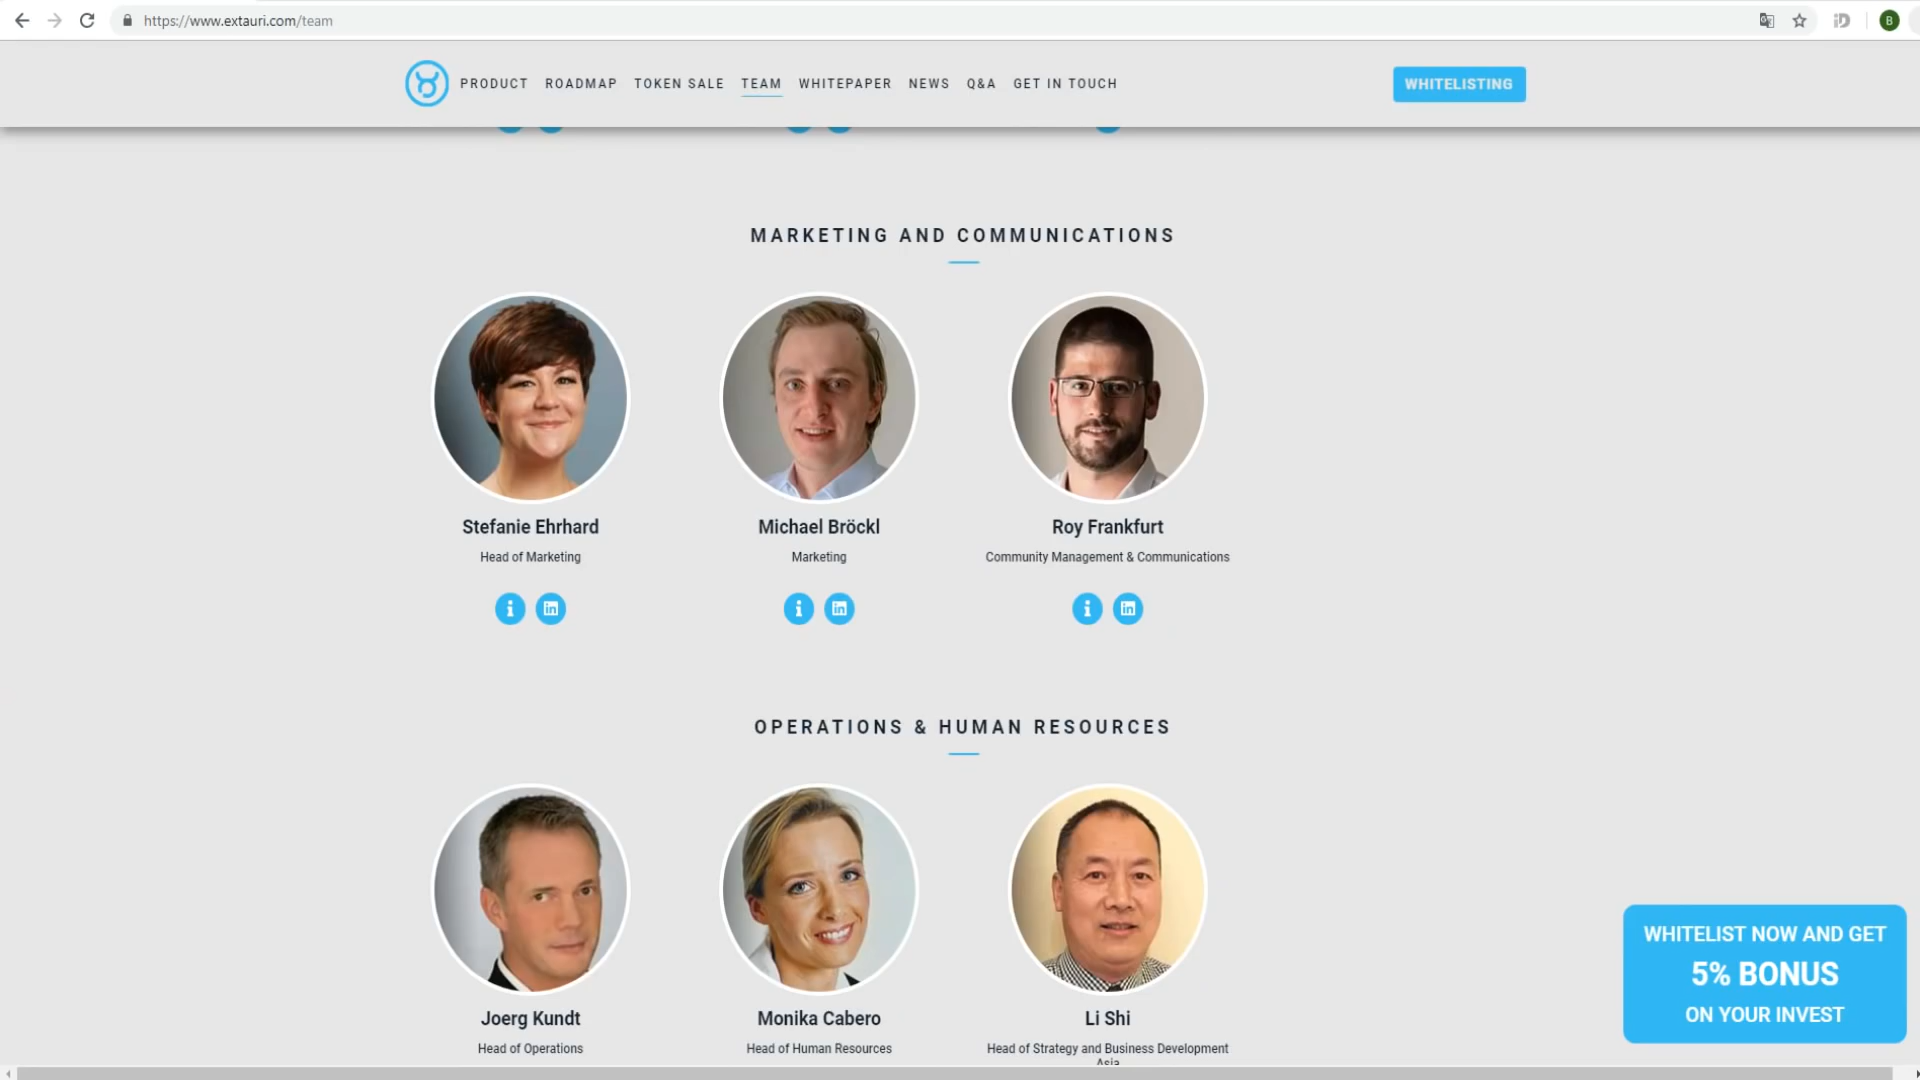 https://www.extauri.com/team
B
PRODUCT ROADMAP TOKEN SALE TEAM WHITEPAPER NEWS Q&A GET IN TOUCH
WHITELISTING
MARKETING AND COMMUNICATIONS
Stefanie Ehrhard
Head of Marketing
Michael Bröckl
Marketing
Roy Frankfurt
Community Management & Communications
OPERATIONS & HUMAN RESOURCES
Joerg Kundt
Head of Operations
Monika Cabero
Head of Human Resources
Li Shi
Head of Strategy and Business Development
Asia
WHITELIST NOW AND GET
5% BONUS
ON YOUR INVEST